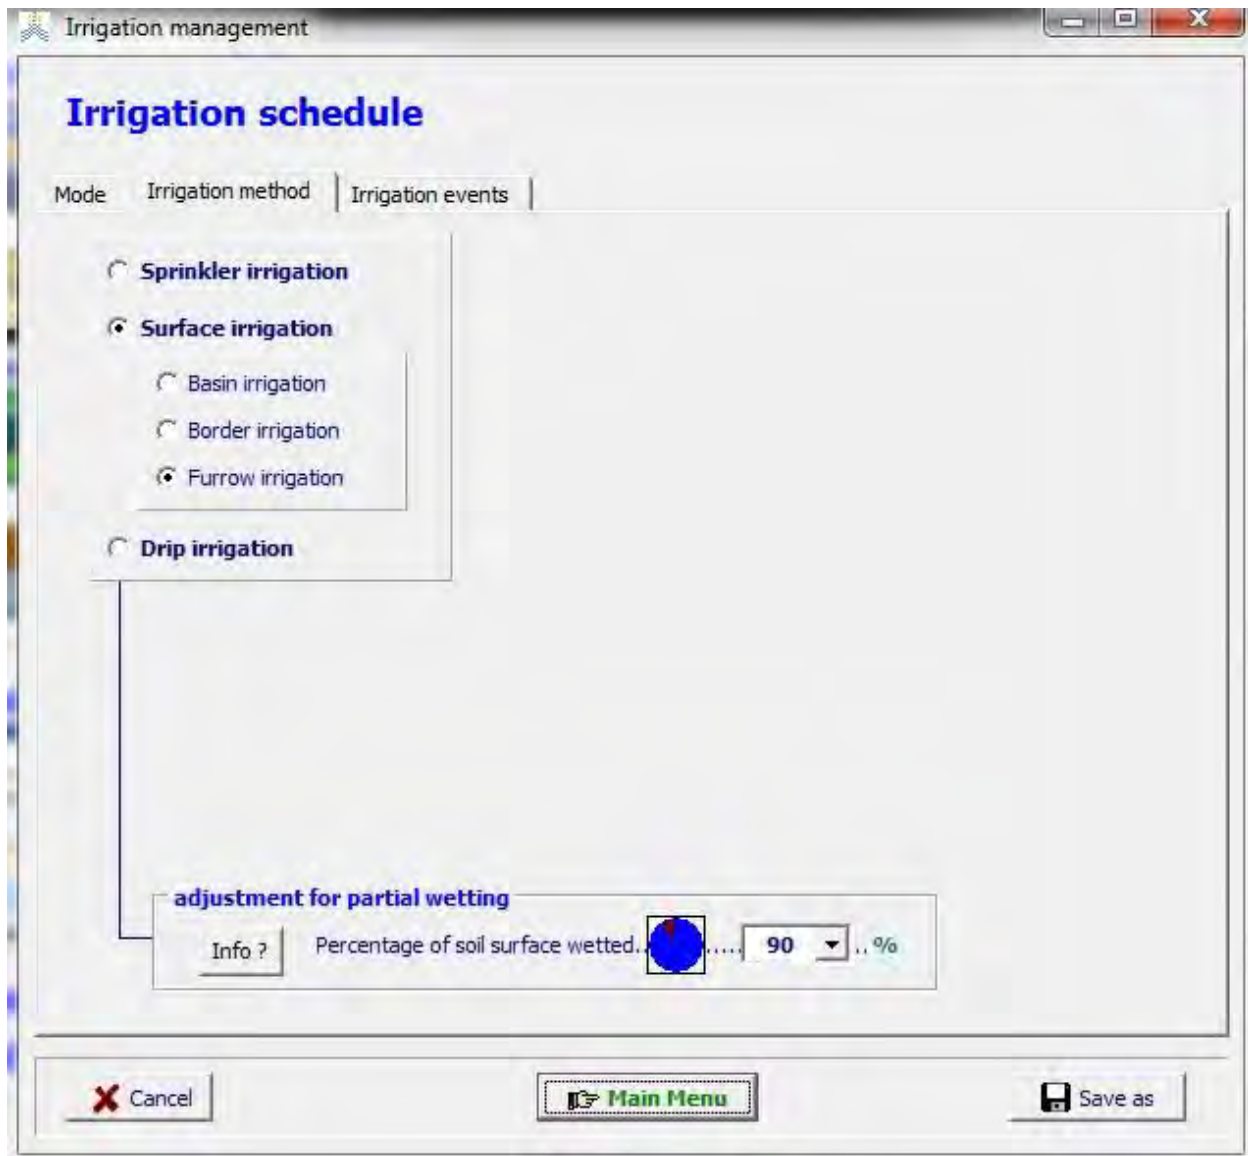 Irrigation management
Irrigation schedule
Mode Irrigation method Irrigation events
Sprinkler irrigation
Surface irrigation
Basin irrigation
Border irrigation
Furrow irrigation
Drip irrigation
adjustment for partial wetting
Info ? Percentage of soil surface wetted.. ..... 90 .. %
Cancel Main Menu Save as